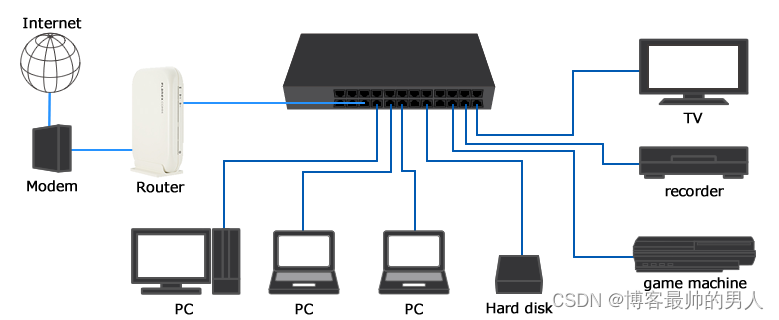 Internet
Modem
Router
TV
recorder
game machine
PC
PC
PC
Hard disk
CSDN @博客最帅的男人